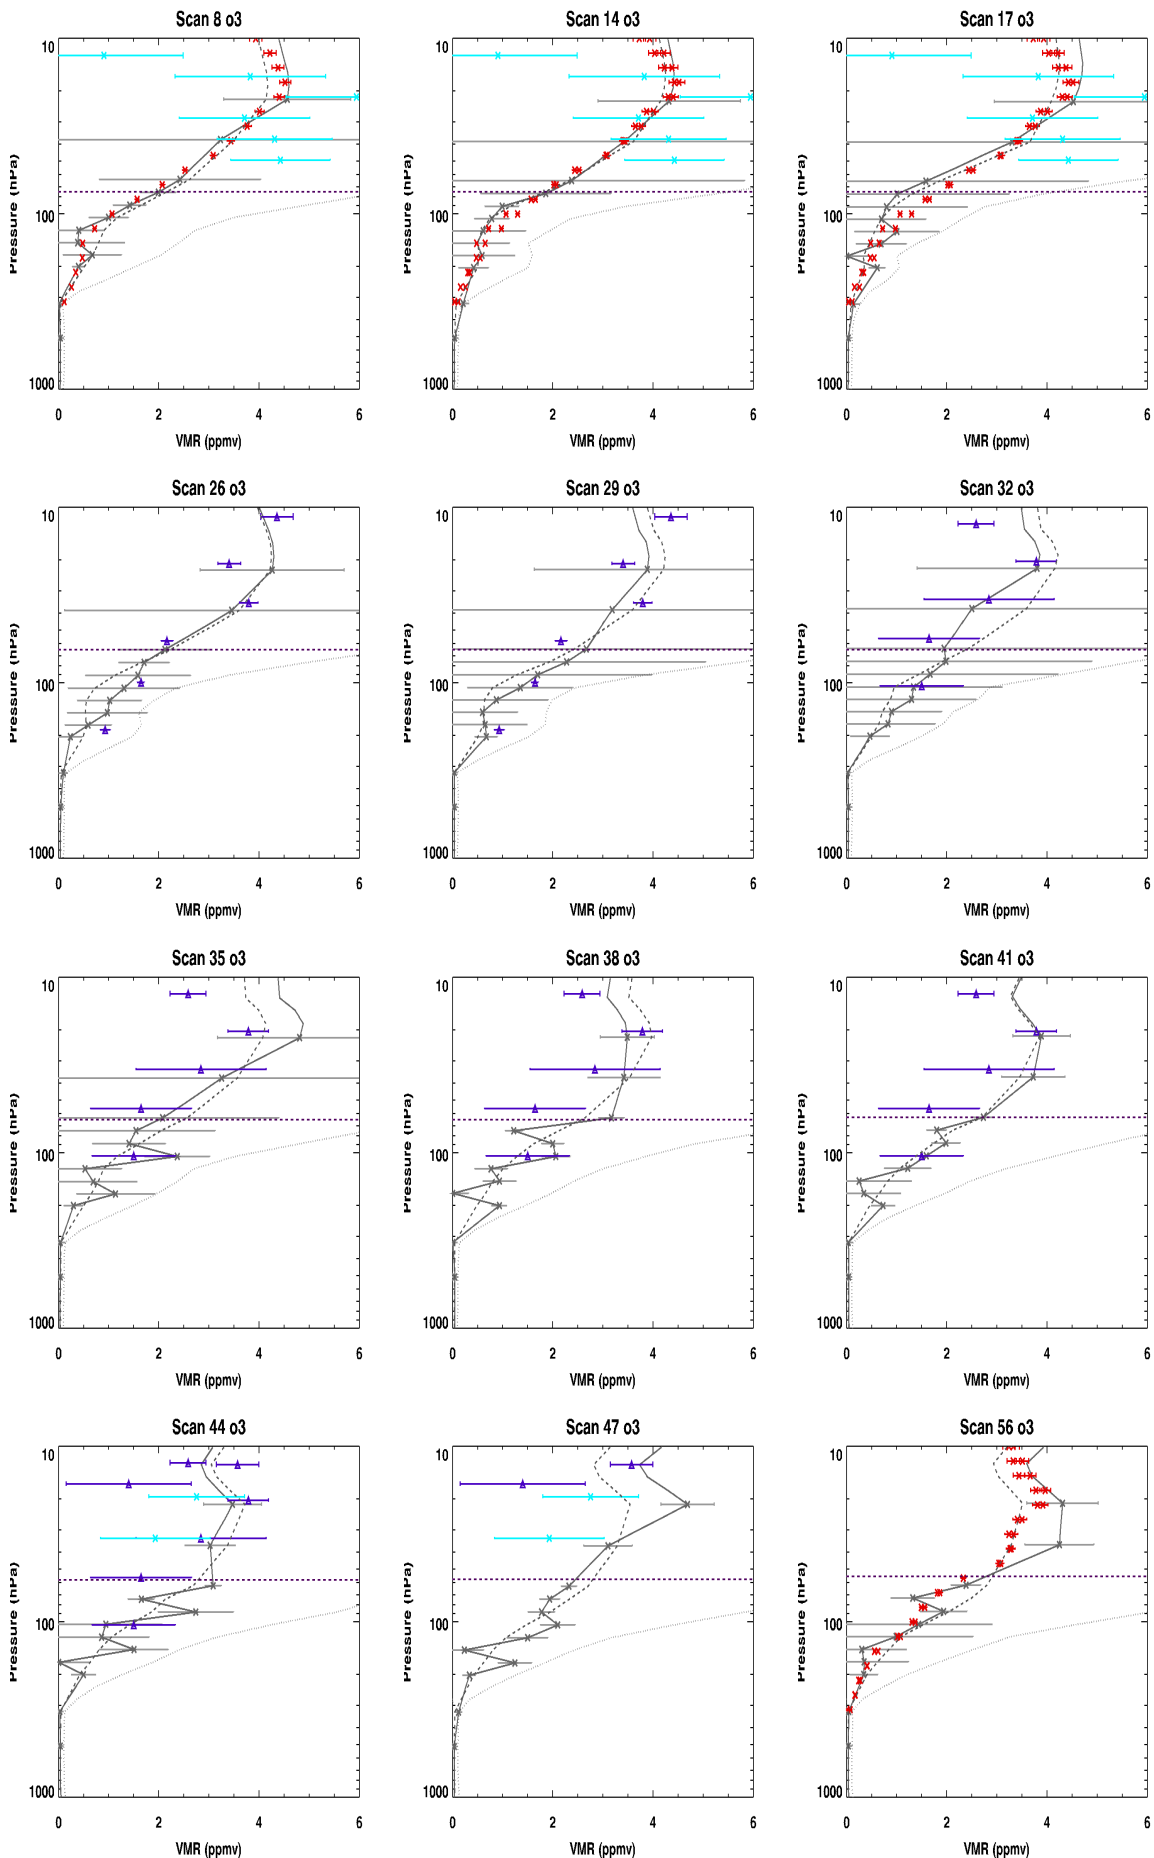 Scan 8 o3
Scan 14 o3
Scan 17 o3
10
100
1000
Pressure (hPa)
0 2 4 6
VMR (ppmv)
10
100
1000
Pressure (hPa)
0 2 4 6
VMR (ppmv)
10
100
1000
Pressure (hPa)
0 2 4 6
VMR (ppmv)
Scan 26 o3
Scan 29 o3
Scan 32 o3
10
100
1000
Pressure (hPa)
0 2 4 6
VMR (ppmv)
10
100
1000
Pressure (hPa)
0 2 4 6
VMR (ppmv)
10
100
1000
Pressure (hPa)
0 2 4 6
VMR (ppmv)
Scan 35 o3
Scan 38 o3
Scan 41 o3
10
100
1000
Pressure (hPa)
0 2 4 6
VMR (ppmv)
10
100
1000
Pressure (hPa)
0 2 4 6
VMR (ppmv)
10
100
1000
Pressure (hPa)
0 2 4 6
VMR (ppmv)
Scan 44 o3
Scan 47 o3
Scan 56 o3
10
100
1000
Pressure (hPa)
0 2 4 6
VMR (ppmv)
10
100
1000
Pressure (hPa)
0 2 4 6
VMR (ppmv)
10
100
1000
Pressure (hPa)
0 2 4 6
VMR (ppmv)